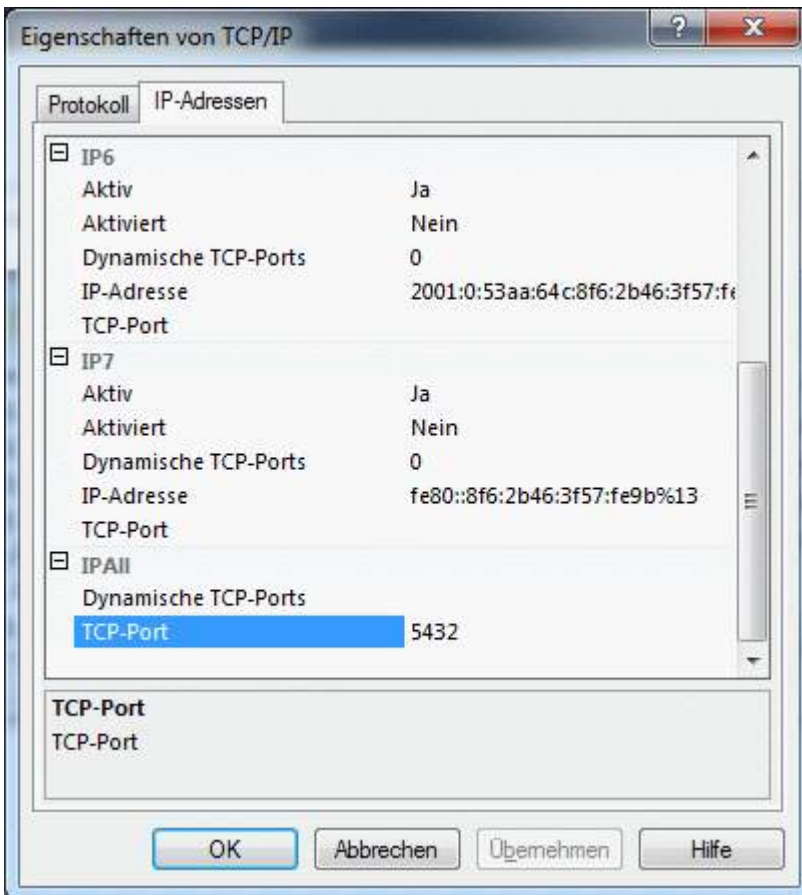 Eigenschaften von TCP/IP
Protokoll IP-Adressen
IP6
Aktiv Ja
Aktiviert Nein
Dynamische TCP-Ports 0
IP-Adresse 2001:0:53aa:64c:8f6:2b46:3f57:fe
TCP-Port
IP7
Aktiv Ja
Aktiviert Nein
Dynamische TCP-Ports 0
IP-Adresse fe80::8f6:2b46:3f57:fe9b%13
TCP-Port
IPAll
Dynamische TCP-Ports
TCP-Port 5432
TCP-Port
TCP-Port
OK Abbrechen Übernehmen Hilfe